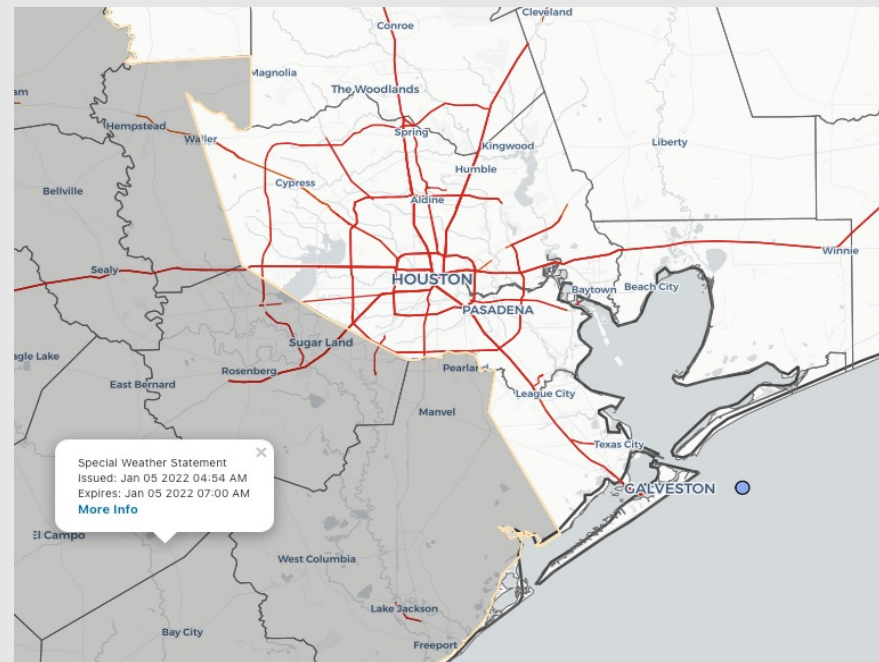 Cleveland
Conroe
Magnolia
The Woodlands
Hempstead
Spring
Waller
Kingwood
Liberty
Humble
Cypress
Bellville
Aldine
Winnie
Sealy
HOUSTON
Beach City
Baytown
PASADENA
Sugar Land
Rosenberg
Pearland
East Bernard
League City
Manvel
Texas City
Special Weather Statement
×
Issued: Jan 05 2022 04:54 AM
Expires: Jan 05 2022 07:00 AM
More Info
GALVESTON
El Campo
West Columbia
Lake Jackson
Bay City
Freeport